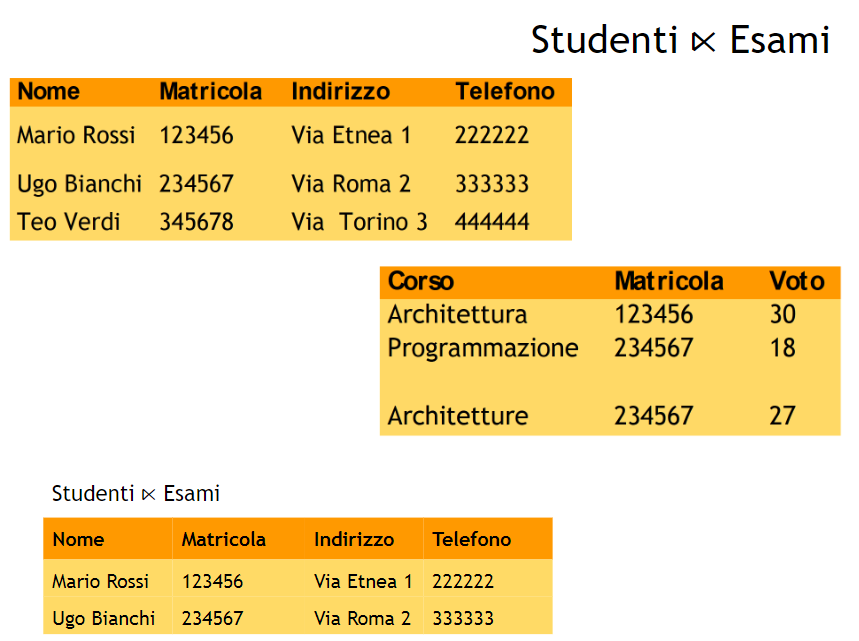 Studenti ⋉ Esami
Nome Matricola Indirizzo Telefono
Mario Rossi 123456 Via Etnea 1 222222
Ugo Bianchi 234567 Via Roma 2 333333
Teo Verdi 345678 Via Torino 3 444444
Corso Matricola Voto
Architettura 123456 30
Programmazione 234567 18
Architetture 234567 27
Studenti ⋉ Esami
Nome Matricola Indirizzo Telefono
Mario Rossi 123456 Via Etnea 1 222222
Ugo Bianchi 234567 Via Roma 2 333333